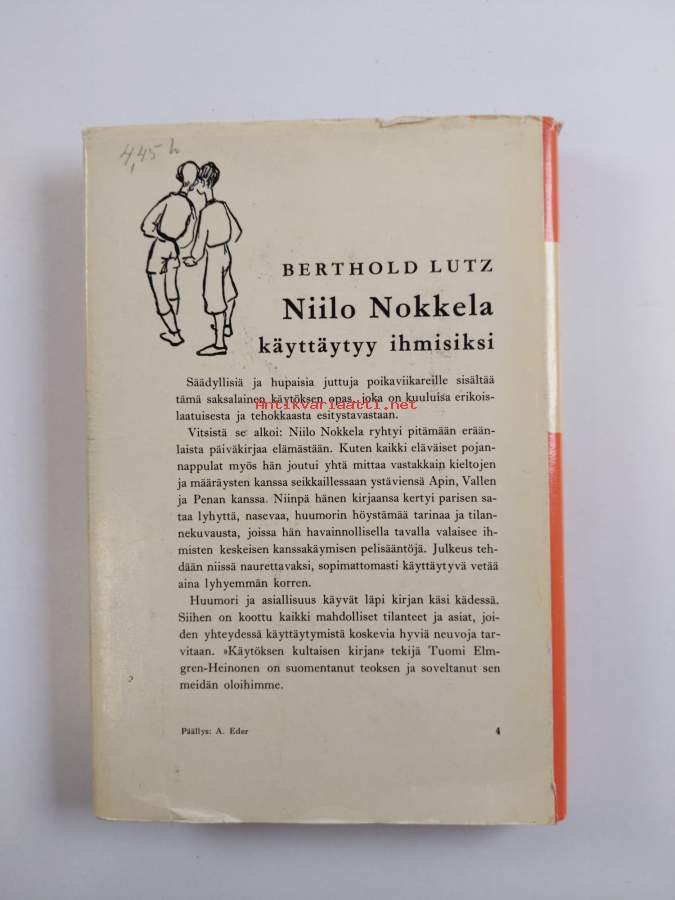 4,45
BERTHOLD LUTZ
Niilo Nokkela
käyttäytyy ihmisiksi
Säädyllisiä ja hupaisia juttuja poikaviikareille sisältää
tämä saksalainen käytöksen opas, joka on kuuluisa erikois-
Antikvariaatti.net
laatuisesta ja tehokkaasta esitystavastaan.
Vitsistä se alkoi: Niilo Nokkela ryhtyi pitämään erään-
laista päiväkirjaa elämästään. Kuten kaikki eläväiset pojan-
nappulat myös hän joutui yhtä mittaa vastakkain kieltojen
ja määräysten kanssa seikkaillessaan ystäviensä Apin, Vallen
ja Penan kanssa. Niinpä hänen kirjaansa kertyi parisen sa-
taa lyhyttä, nasevaa, huumorin höystämää tarinaa ja tilan-
nekuvausta, joissa hän havainnollisella tavalla valaisee ih-
misten keskeisen kanssakäymisen pelisääntöjä. Julkeus teh-
dään niissä naurettavaksi, sopimattomasti käyttäytyvä vetää
aina lyhyemmän korren.
Huumori ja asiallisuus käyvät läpi kirjan käsi kädessä.
Siihen on koottu kaikki mahdolliset tilanteet ja asiat, joi-
den yhteydessä käyttäytymistä koskevia hyviä neuvoja tar-
vitaan. »Käytöksen kultaisen kirjan» tekijä Tuomi Elm-
gren-Heinonen on suomentanut teoksen ja soveltanut sen
meidän oloihimme.
Päällys: A. Eder
4